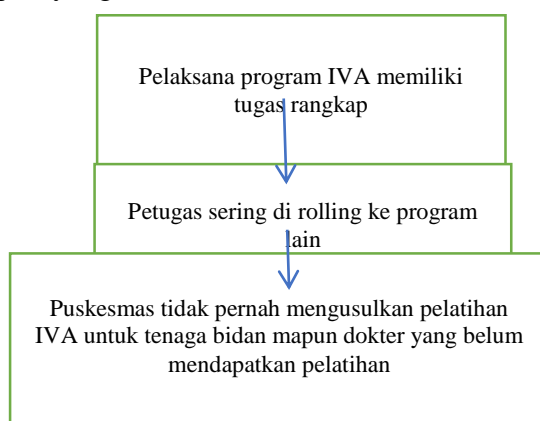 Pelaksana program IVA memiliki
tugas rangkap
Petugas sering di rolling ke program
lain
Puskesmas tidak pernah mengusulkan pelatihan
IVA untuk tenaga bidan mapun dokter yang belum
mendapatkan pelatihan